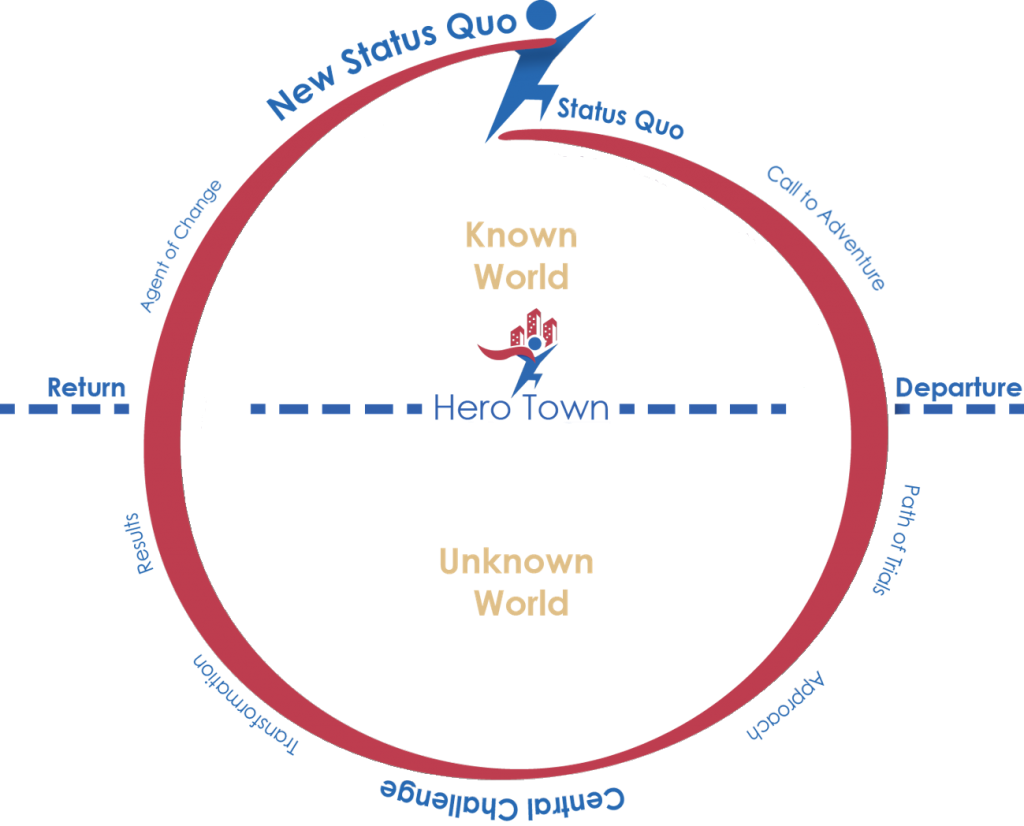 New Status Quo
Status Quo
Call to Adventure
Known
World
Agent of Change
Return
Departure
Hero Town
Path of Trials
Results
Unknown
World
Transformation
Approach
Central Challenge